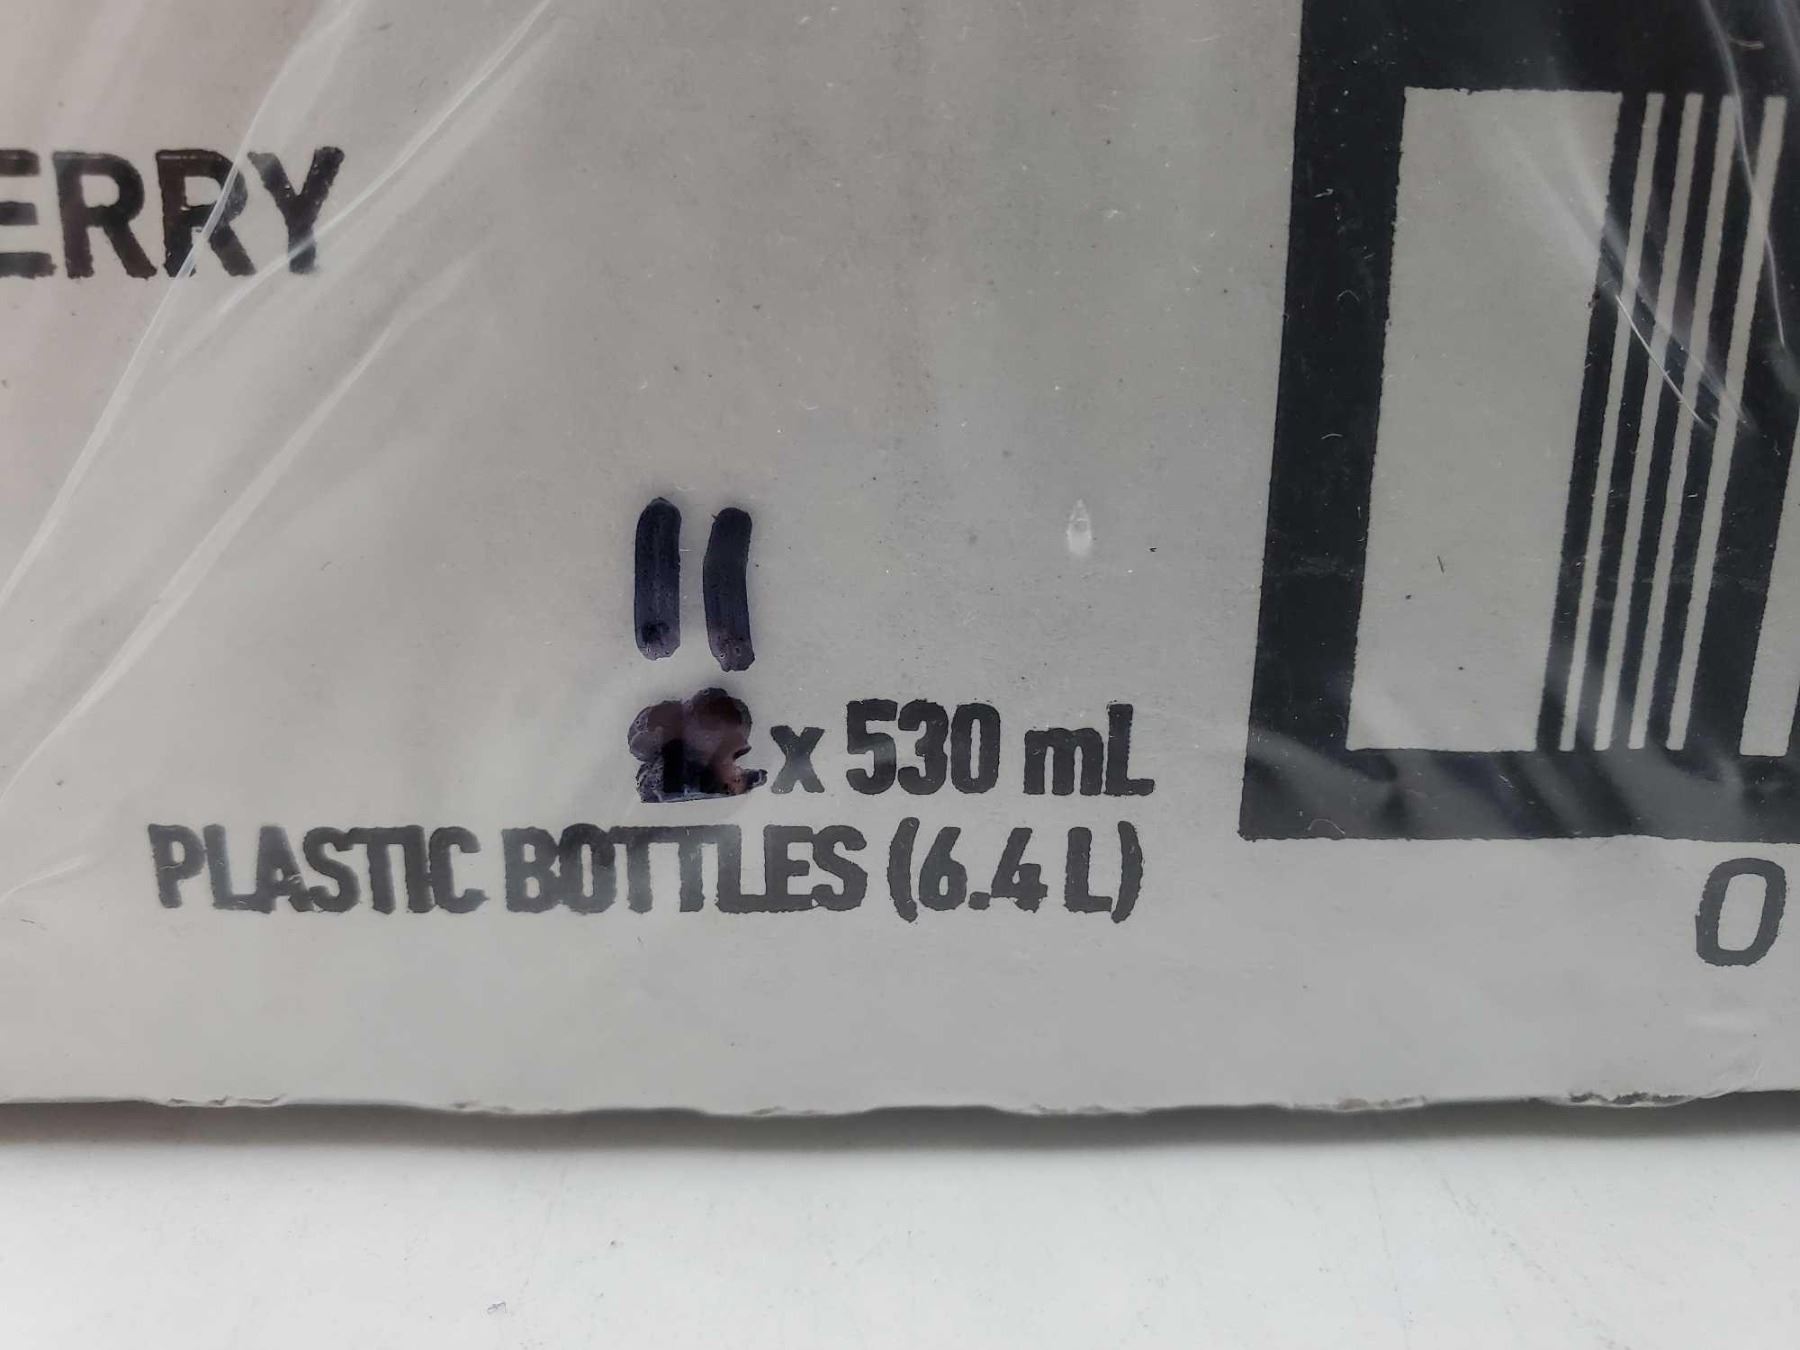 ERRY
11
x 530 mL
PLASTIC BOTTLES (6.4 L)
0